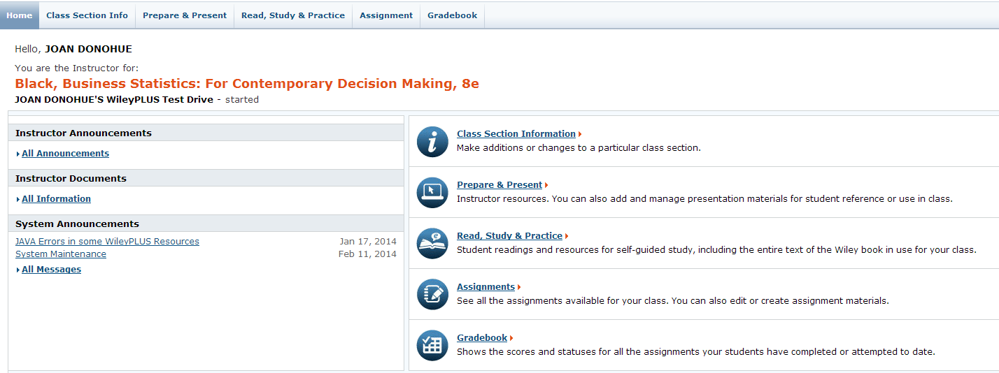 Home Class Section Info Prepare & Present Read, Study & Practice Assignment Gradebook
Hello, JOAN DONOHUE
You are the Instructor for:
Black, Business Statistics: For Contemporary Decision Making, 8e
JOAN DONOHUE'S WileyPLUS Test Drive - started
Instructor Announcements
All Announcements
Instructor Documents
All Information
System Announcements
JAVA Errors in some WileyPLUS Resources Jan 17, 2014
System Maintenance Feb 11, 2014
All Messages
Class Section Information
Make additions or changes to a particular class section.
Prepare & Present
Instructor resources. You can also add and manage presentation materials for student reference or use in class.
Read, Study & Practice
Student readings and resources for self-guided study, including the entire text of the Wiley book in use for your class.
Assignments
See all the assignments available for your class. You can also edit or create assignment materials.
Gradebook
Shows the scores and statuses for all the assignments your students have completed or attempted to date.